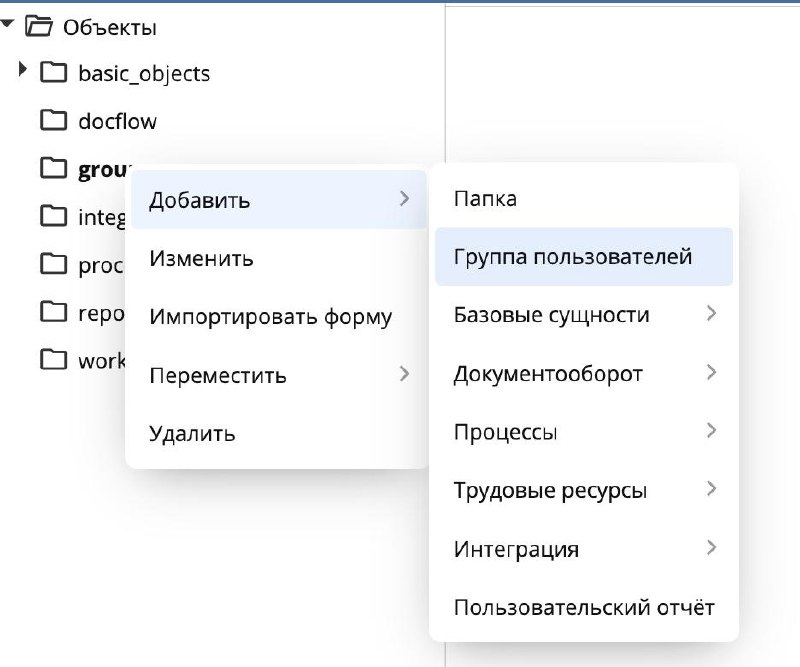 Объекты
basic_objects
docflow
grou
integ
proc
repo
work
Добавить
Изменить
Импортировать форму
Переместить
Удалить
Папка
Группа пользователей
Базовые сущности
Документооборот
Процессы
Трудовые ресурсы
Интеграция
Пользовательский отчёт